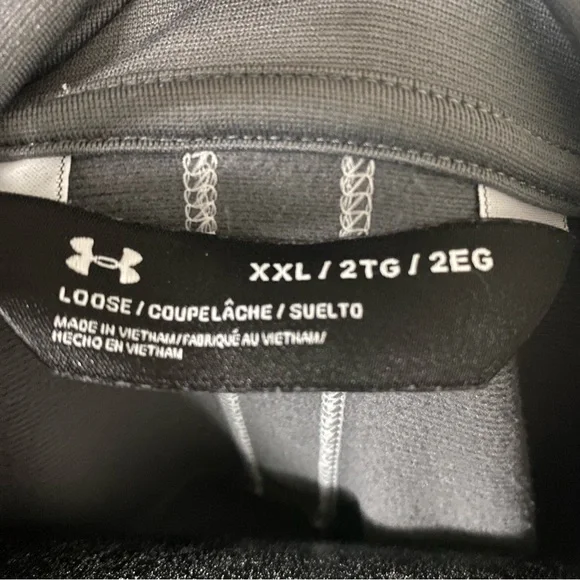 XXL / 2TG / 2EG
LOOSE / COUPELÂCHE / SUELTO
MADE IN VIETNAM/FABRIQUÉ AU VIETNAM/
HECHO EN VIETNAM